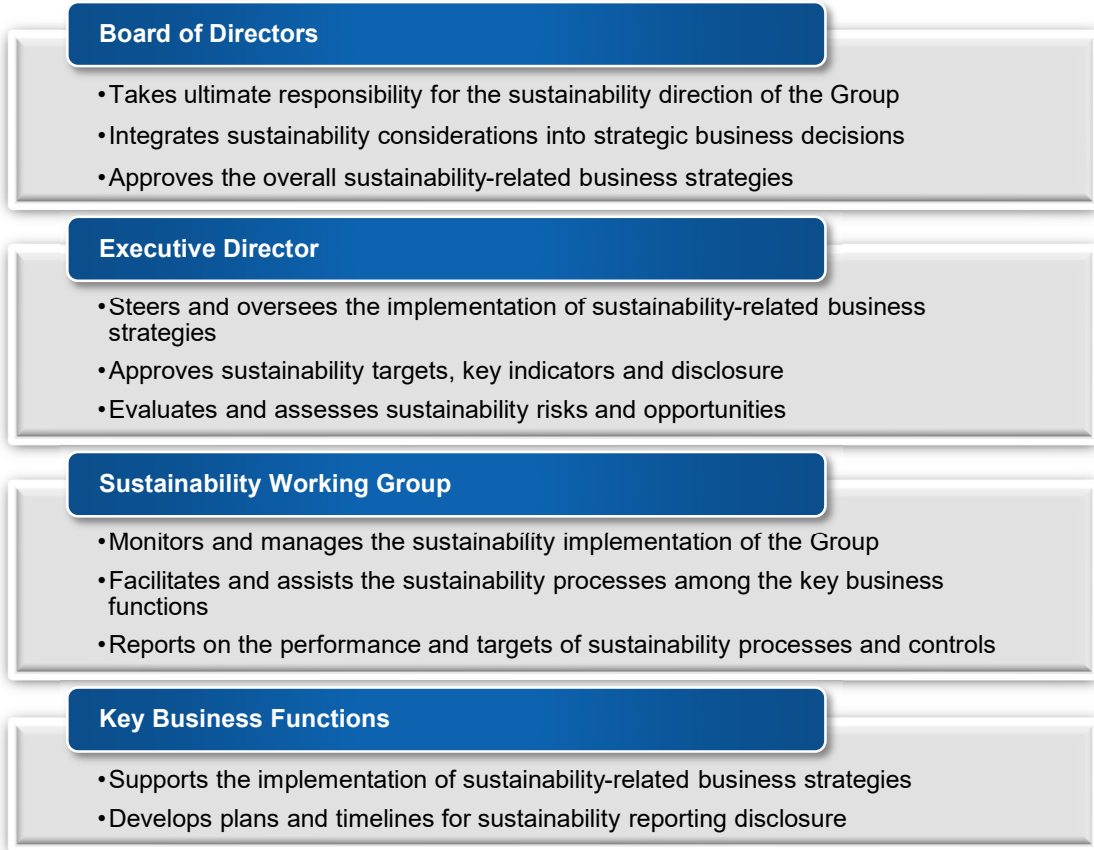 Board of Directors
•Takes ultimate responsibility for the sustainability direction of the Group
•Integrates sustainability considerations into strategic business decisions
•Approves the overall sustainability-related business strategies
Executive Director
•Steers and oversees the implementation of sustainability-related business
strategies
•Approves sustainability targets, key indicators and disclosure
•Evaluates and assesses sustainability risks and opportunities
Sustainability Working Group
•Monitors and manages the sustainability implementation of the Group
•Facilitates and assists the sustainability processes among the key business
functions
•Reports on the performance and targets of sustainability processes and controls
Key Business Functions
•Supports the implementation of sustainability-related business strategies
•Develops plans and timelines for sustainability reporting disclosure